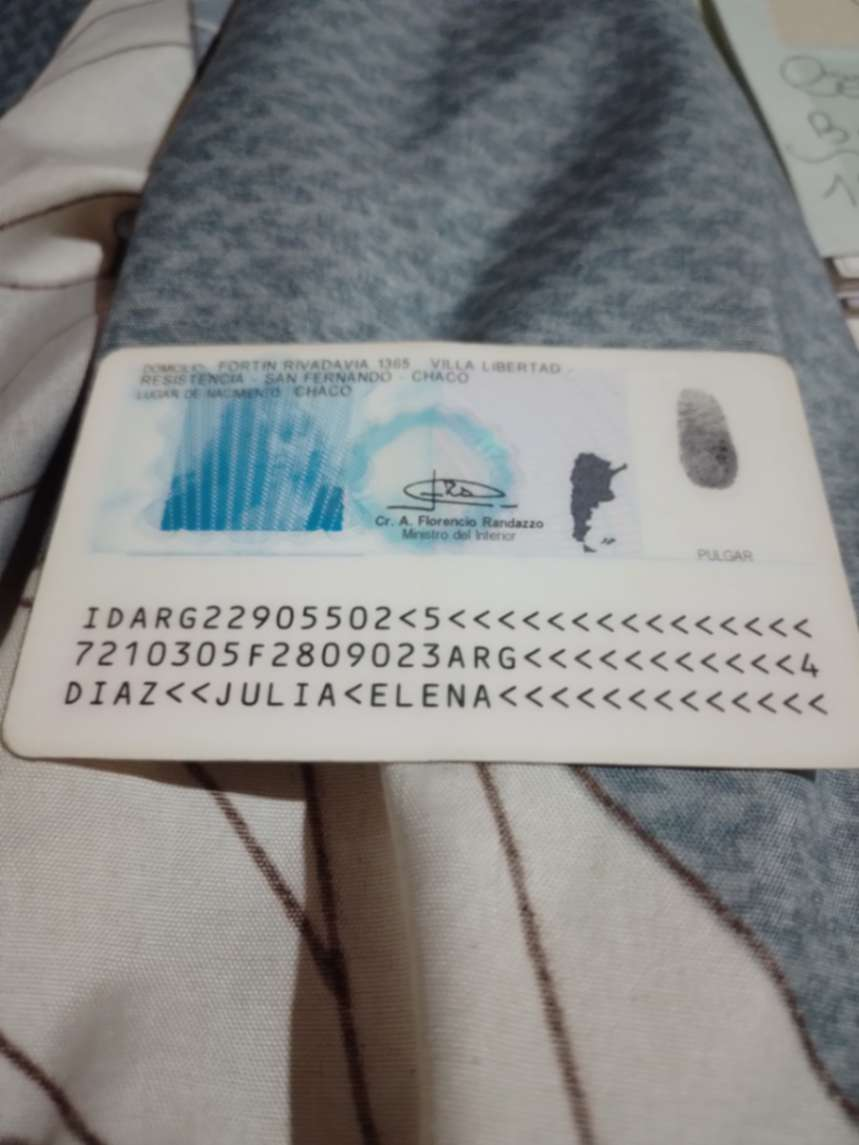 DOMICILIO: FORTIN RIVADAVIA 1365 VILLA LIBERTAD -
RESISTENCIA - SAN FERNANDO - CHACO
LUGAR DE NACIMIENTO: CHACO
Cr. A. Florencio Randazzo
Ministro del Interior
PULGAR
IDARG22905502<5<<<<<<<<<<<<<<<
7210305F2809023ARG<<<<<<<<<<<4
DIAZ<<JULIA<ELENA<<<<<<<<<<<<<